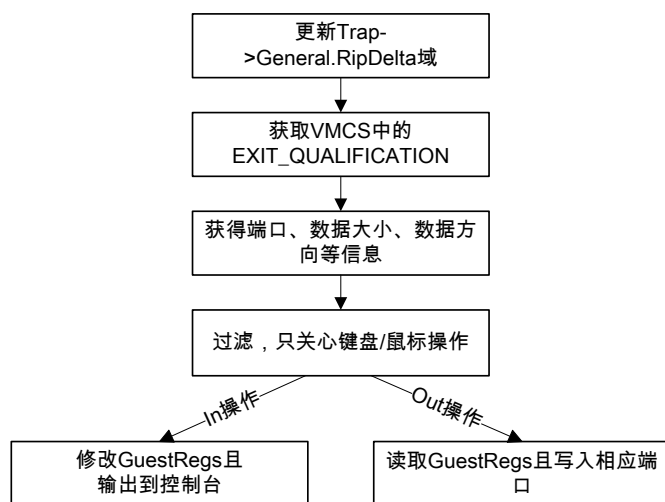 更新Trap-
>General.RipDelta域
获取VMCS中的
EXIT_QUALIFICATION
获得端口、数据大小、数据方
向等信息
过滤，只关心键盘/鼠标操作
In操作
Out操作
修改GuestRegs且
输出到控制台
读取GuestRegs且写入相应端
口